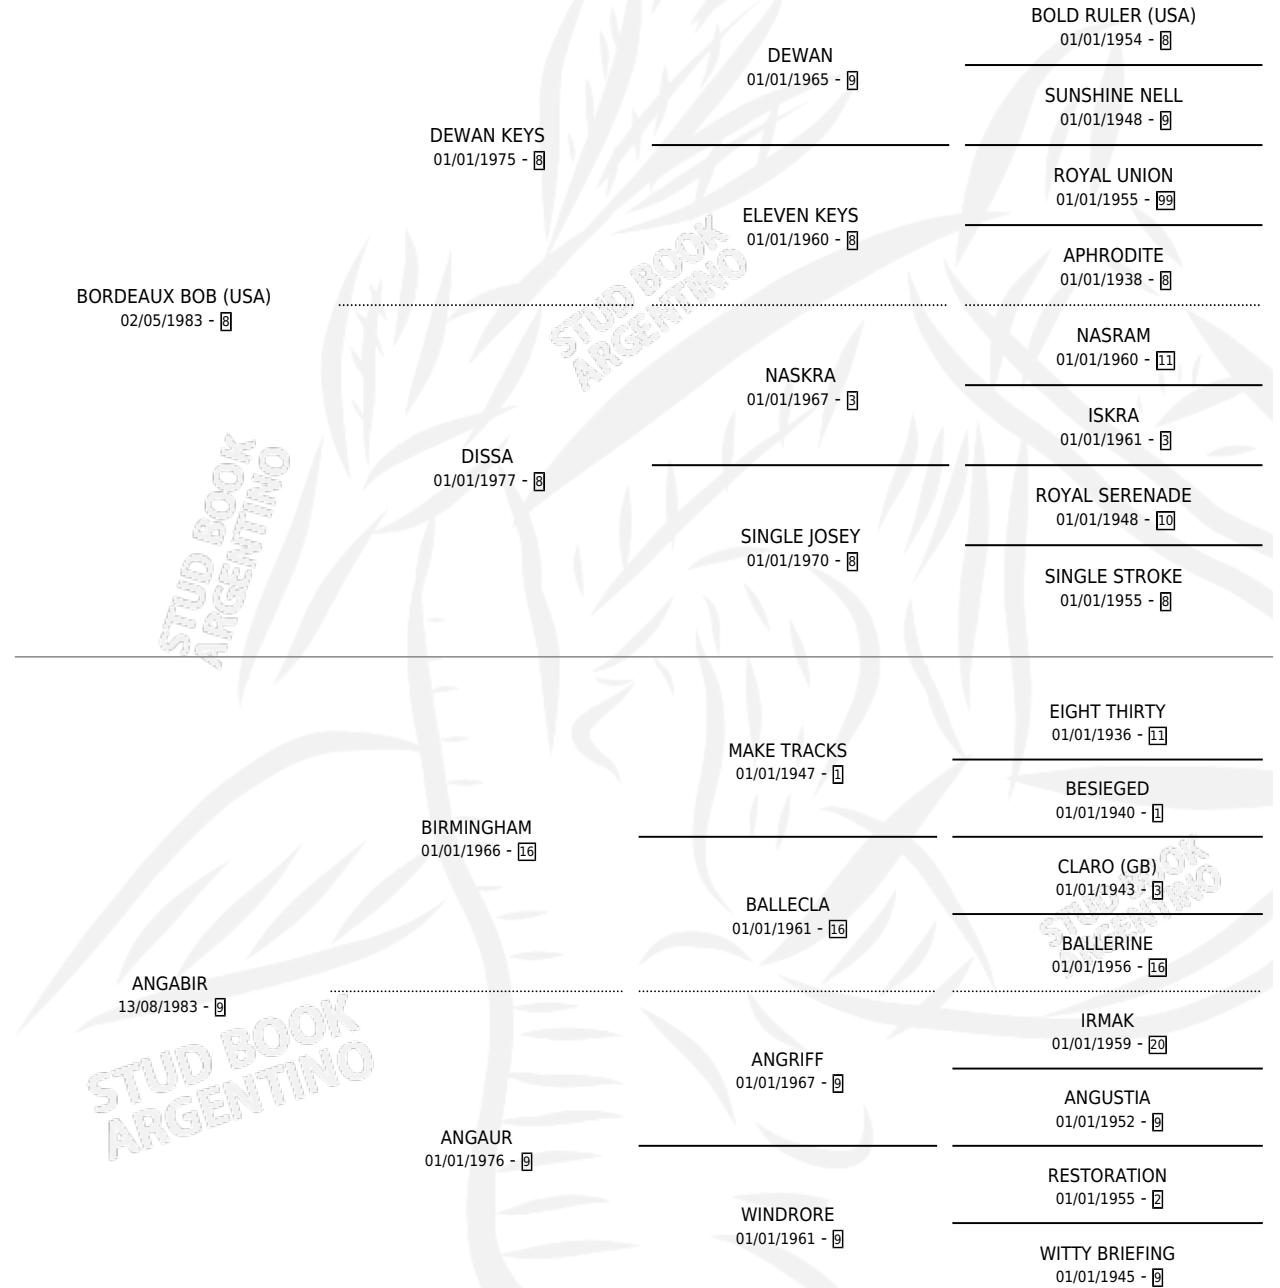 BOLD RULER (USA)
01/01/1954 - 8
DEWAN
01/01/1965 - 9
SUNSHINE NELL
01/01/1948 - 9
DEWAN KEYS
01/01/1975 - 8
ROYAL UNION
01/01/1955 - 99
ELEVEN KEYS
01/01/1960 - 8
APHRODITE
01/01/1938 - 8
BORDEAUX BOB (USA)
02/05/1983 - 8
STUD BOOK
ARGENTINO
NASRAM
01/01/1960 - 11
NASKRA
01/01/1967 - 3
ISKRA
01/01/1961 - 3
DISSA
01/01/1977 - 8
ROYAL SERENADE
01/01/1948 - 10
SINGLE JOSEY
01/01/1970 - 8
SINGLE STROKE
01/01/1955 - 8
STUD BOOK
ARGENTINO
EIGHT THIRTY
01/01/1936 - 11
MAKE TRACKS
01/01/1947 - 1
BESIEGED
01/01/1940 - 1
BIRMINGHAM
01/01/1966 - 16
CLARO (GB)
01/01/1943 - 3
BALLECLA
01/01/1961 - 16
BALLERINE
01/01/1956 - 16
STUD BOOK
ARGENTINO
ANGABIR
13/08/1983 - 9
IRMAK
01/01/1959 - 20
ANGRIFF
01/01/1967 - 9
ANGUSTIA
01/01/1952 - 9
STUD BOOK
ARGENTINO
ANGAUR
01/01/1976 - 9
RESTORATION
01/01/1955 - 2
WINDRORE
01/01/1961 - 9
WITTY BRIEFING
01/01/1945 - 9